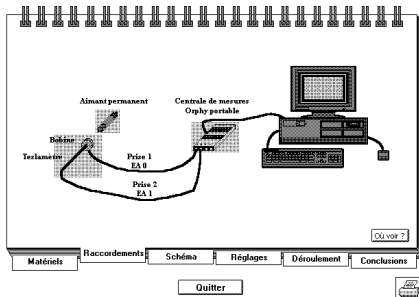 Aimant permanent
Centrale de mesures
Orphy portable
Bobine
Teslamètre
Prise 1
EA 0
Prise 2
EA 1
Où voir ?
Matériels
Raccordements
Schéma
Réglages
Déroulement
Conclusions
Quitter